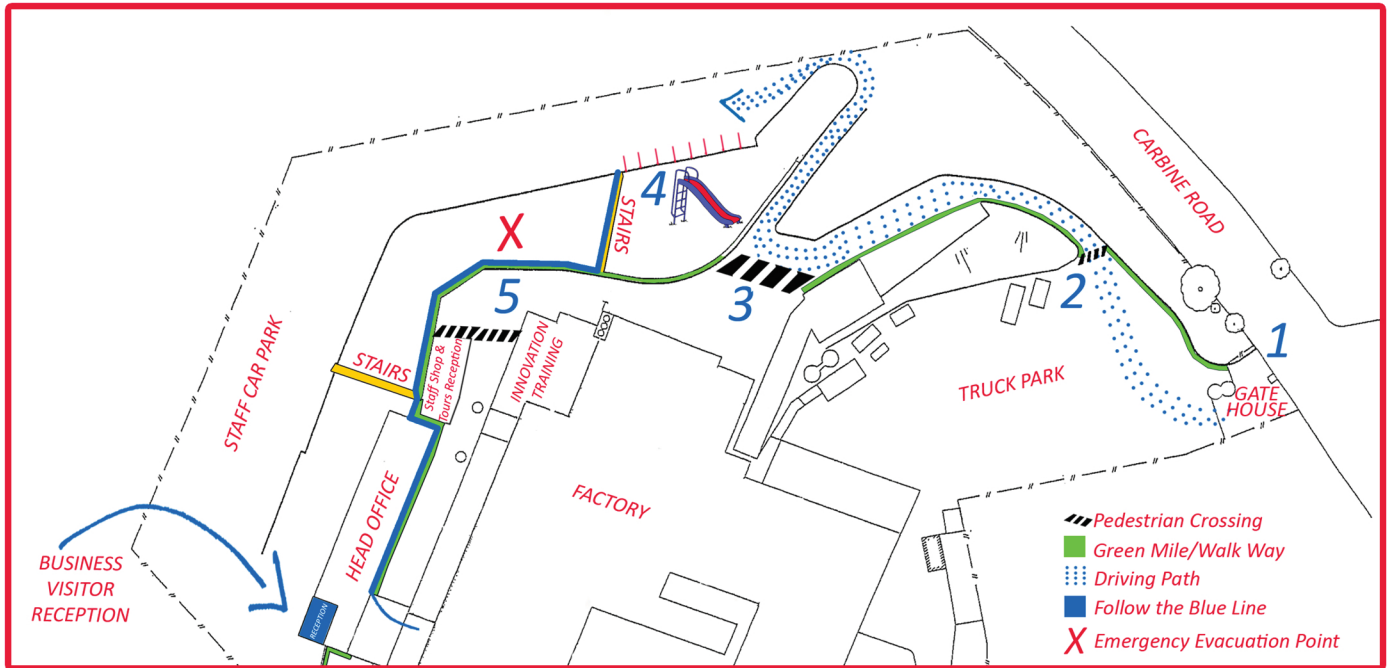 CARBINE ROAD
4
STAIRS
X
5
3
2
1
STAFF CAR PARK
STAIRS
Staff Shop &
Tours Reception
INNOVATION
TRAINING
TRUCK PARK
GATE
HOUSE
HEAD OFFICE
FACTORY
BUSINESS
VISITOR
RECEPTION
RECEPTION
Pedestrian Crossing
Green Mile/Walk Way
Driving Path
Follow the Blue Line
X Emergency Evacuation Point